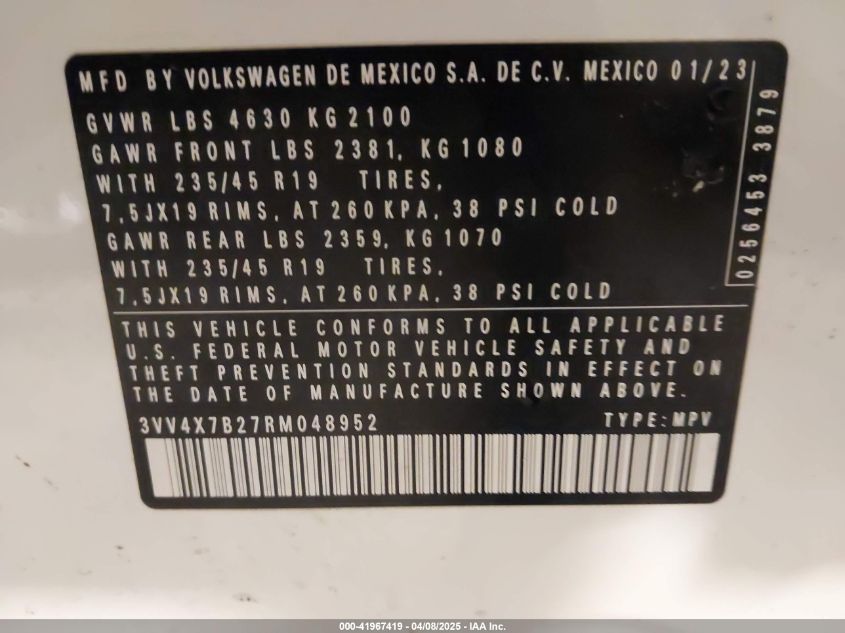 MFD BY VOLKSWAGEN DE MEXICO S.A. DE C.V. MEXICO 01/23
GVWR LBS 4630 KG 2100
GAWR FRONT LBS 2381, KG 1080
WITH 235/45 R19 TIRES,
7,5JX19 RIMS, AT 260 KPA, 38 PSI COLD
GAWR REAR LBS 2359, KG 1070
WITH 235/45 R19 TIRES,
7,5JX19 RIMS, AT 260 KPA, 38 PSI COLD
0256453 3879
THIS VEHICLE CONFORMS TO ALL APPLICABLE
U.S. FEDERAL MOTOR VEHICLE SAFETY AND
THEFT PREVENTION STANDARDS IN EFFECT ON
THE DATE OF MANUFACTURE SHOWN ABOVE.
3VV4X7B27RM048952 TYPE: MPV
000-41967419 - 04/08/2025 - IAA Inc.